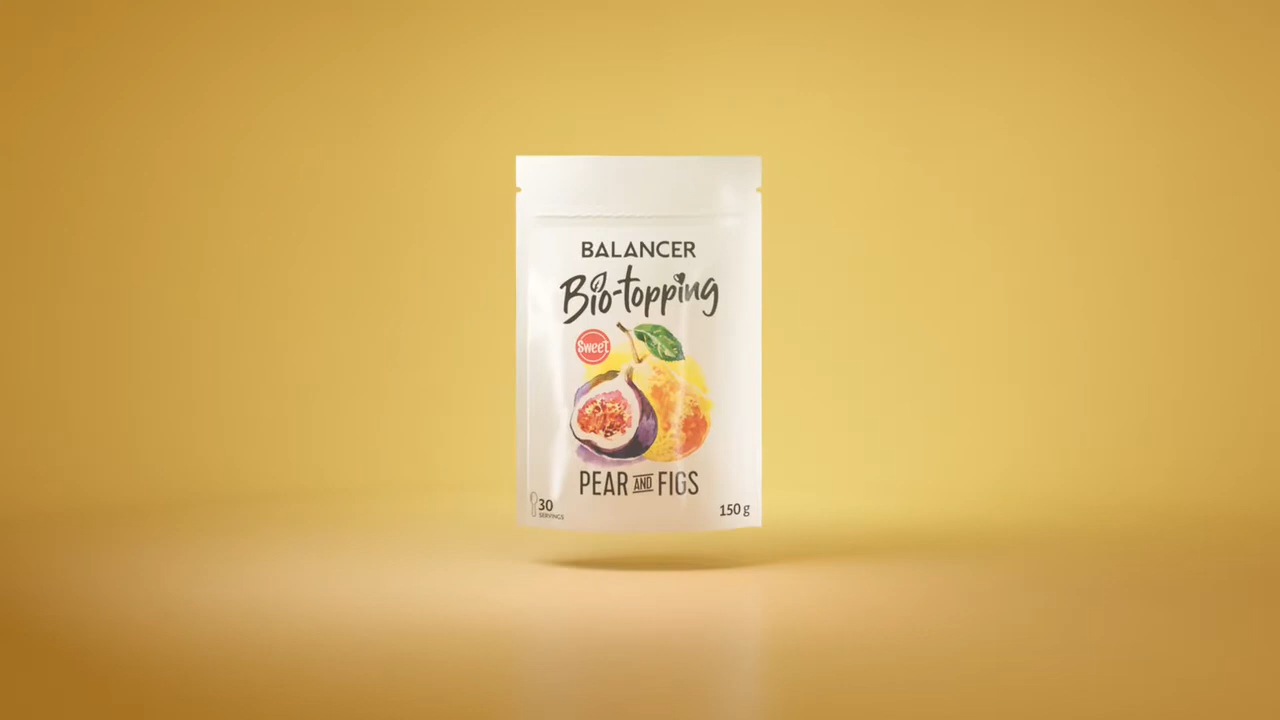 BALANCER
Bio-topping
Sweet
PEAR AND FIGS
30
SERVINGS
150 g